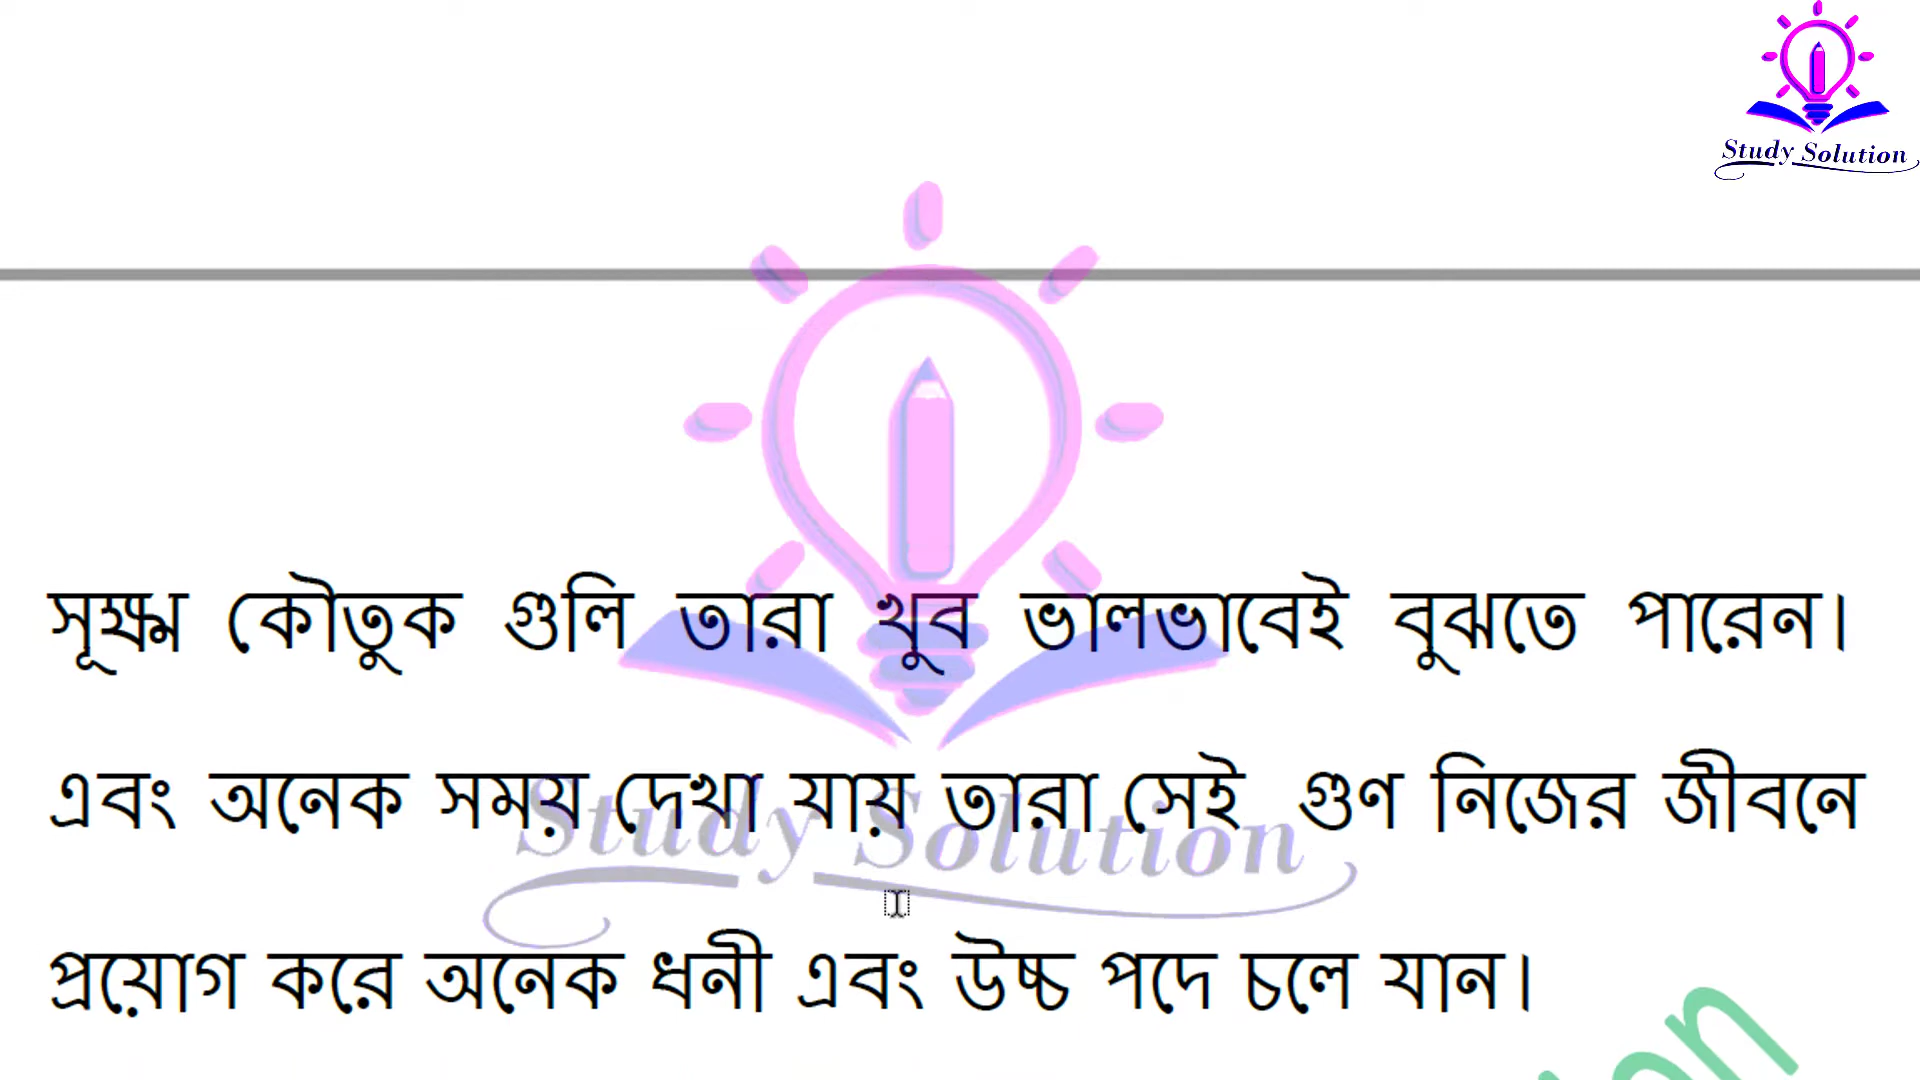 Study Solution
সূক্ষ্ম কৌতুক গুলি তারা খুব ভালভাবেই বুঝতে পারেন।
এবং অনেক সময় দেখা যায় তারা সেই গুণ নিজের জীবনে
Study Solution
প্রয়োগ করে অনেক ধনী এবং উচ্চ পদে চলে যান।